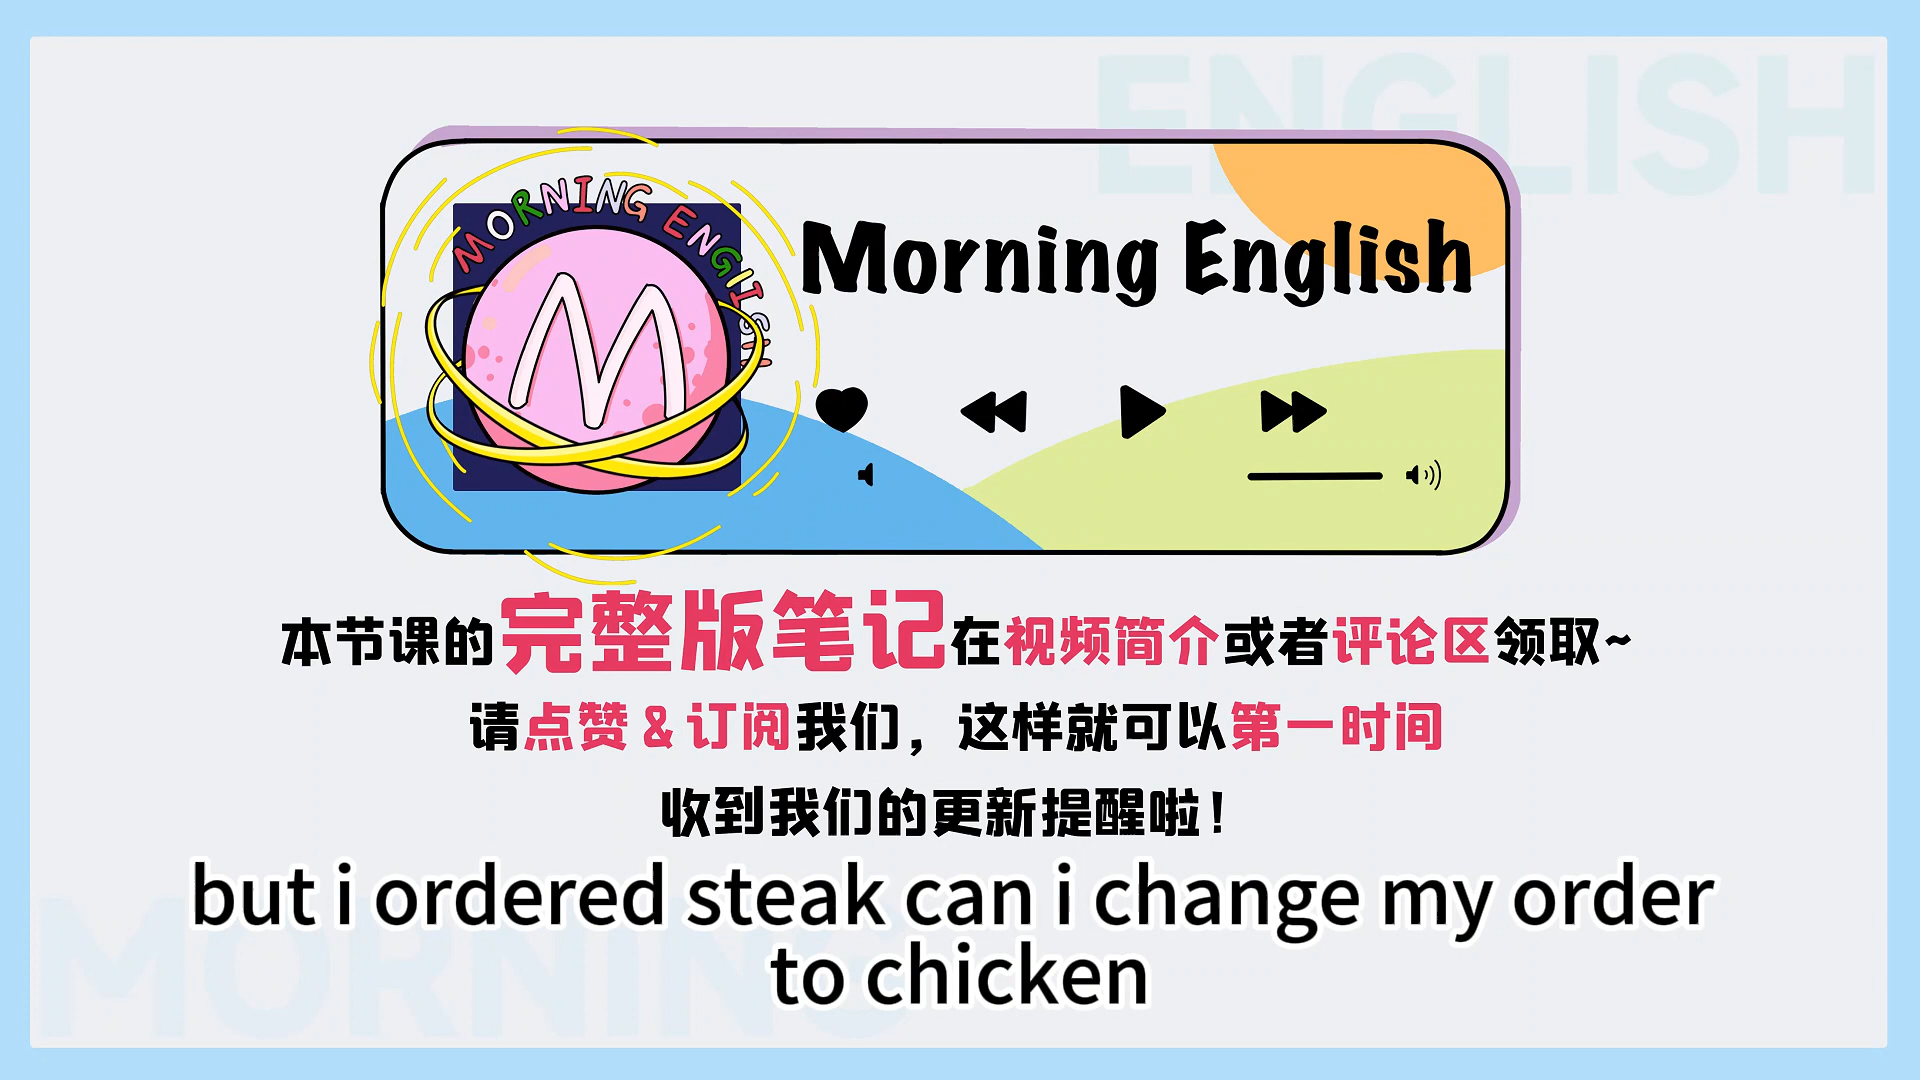 ENGLISH
MORNING ENGLISH
M
Morning English
本节课的完整版笔记在视频简介或者评论区领取~
请点赞&订阅我们，这样就可以第一时间
收到我们的更新提醒啦！
MORNING
but i ordered steak can i change my order
to chicken